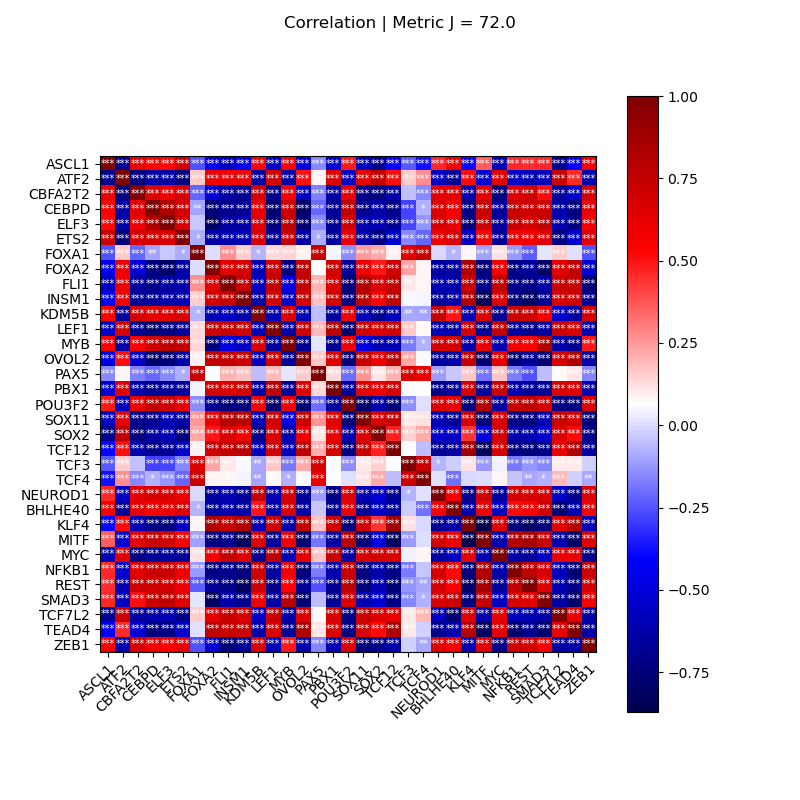 Correlation | Metric J = 72.0
ASCL1
ATF2
CBFA2T2
CEBPD
ELF3
ETS2
FOXA1
FOXA2
FLI1
INSM1
KDM5B
LEF1
MYB
OVOL2
PAX5
PBX1
POU3F2
SOX11
SOX2
TCF12
TCF3
TCF4
NEUROD1
BHLHE40
KLF4
MITF
MYC
NFKB1
REST
SMAD3
TCF7L2
TEAD4
ZEB1
ASCL1
ATF2
CBFA2T2
CEBPD
ELF3
ETS2
FOXA1
FOXA2
FLI1
INSM1
KDM5B
LEF1
MYB
OVOL2
PAX5
PBX1
POU3F2
SOX11
SOX2
TCF12
TCF3
TCF4
NEUROD1
BHLHE40
KLF4
MITF
MYC
NFKB1
REST
SMAD3
TCF7L2
TEAD4
ZEB1
1.00
0.75
0.50
0.25
0.00
−0.25
−0.50
−0.75